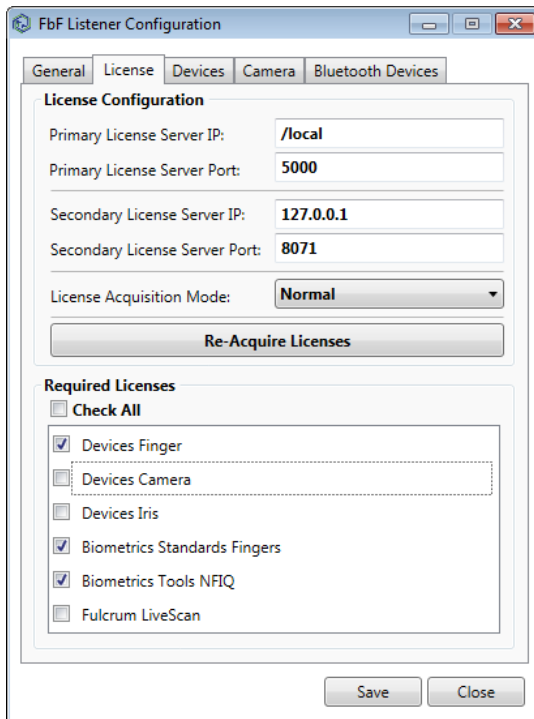 FbF Listener Configuration
General License Devices Camera Bluetooth Devices
License Configuration
Primary License Server IP: /local
Primary License Server Port: 5000
Secondary License Server IP: 127.0.0.1
Secondary License Server Port: 8071
License Acquisition Mode: Normal
Re-Acquire Licenses
Required Licenses
Check All
Devices Finger
Devices Camera
Devices Iris
Biometrics Standards Fingers
Biometrics Tools NFIQ
Fulcrum LiveScan
Save Close